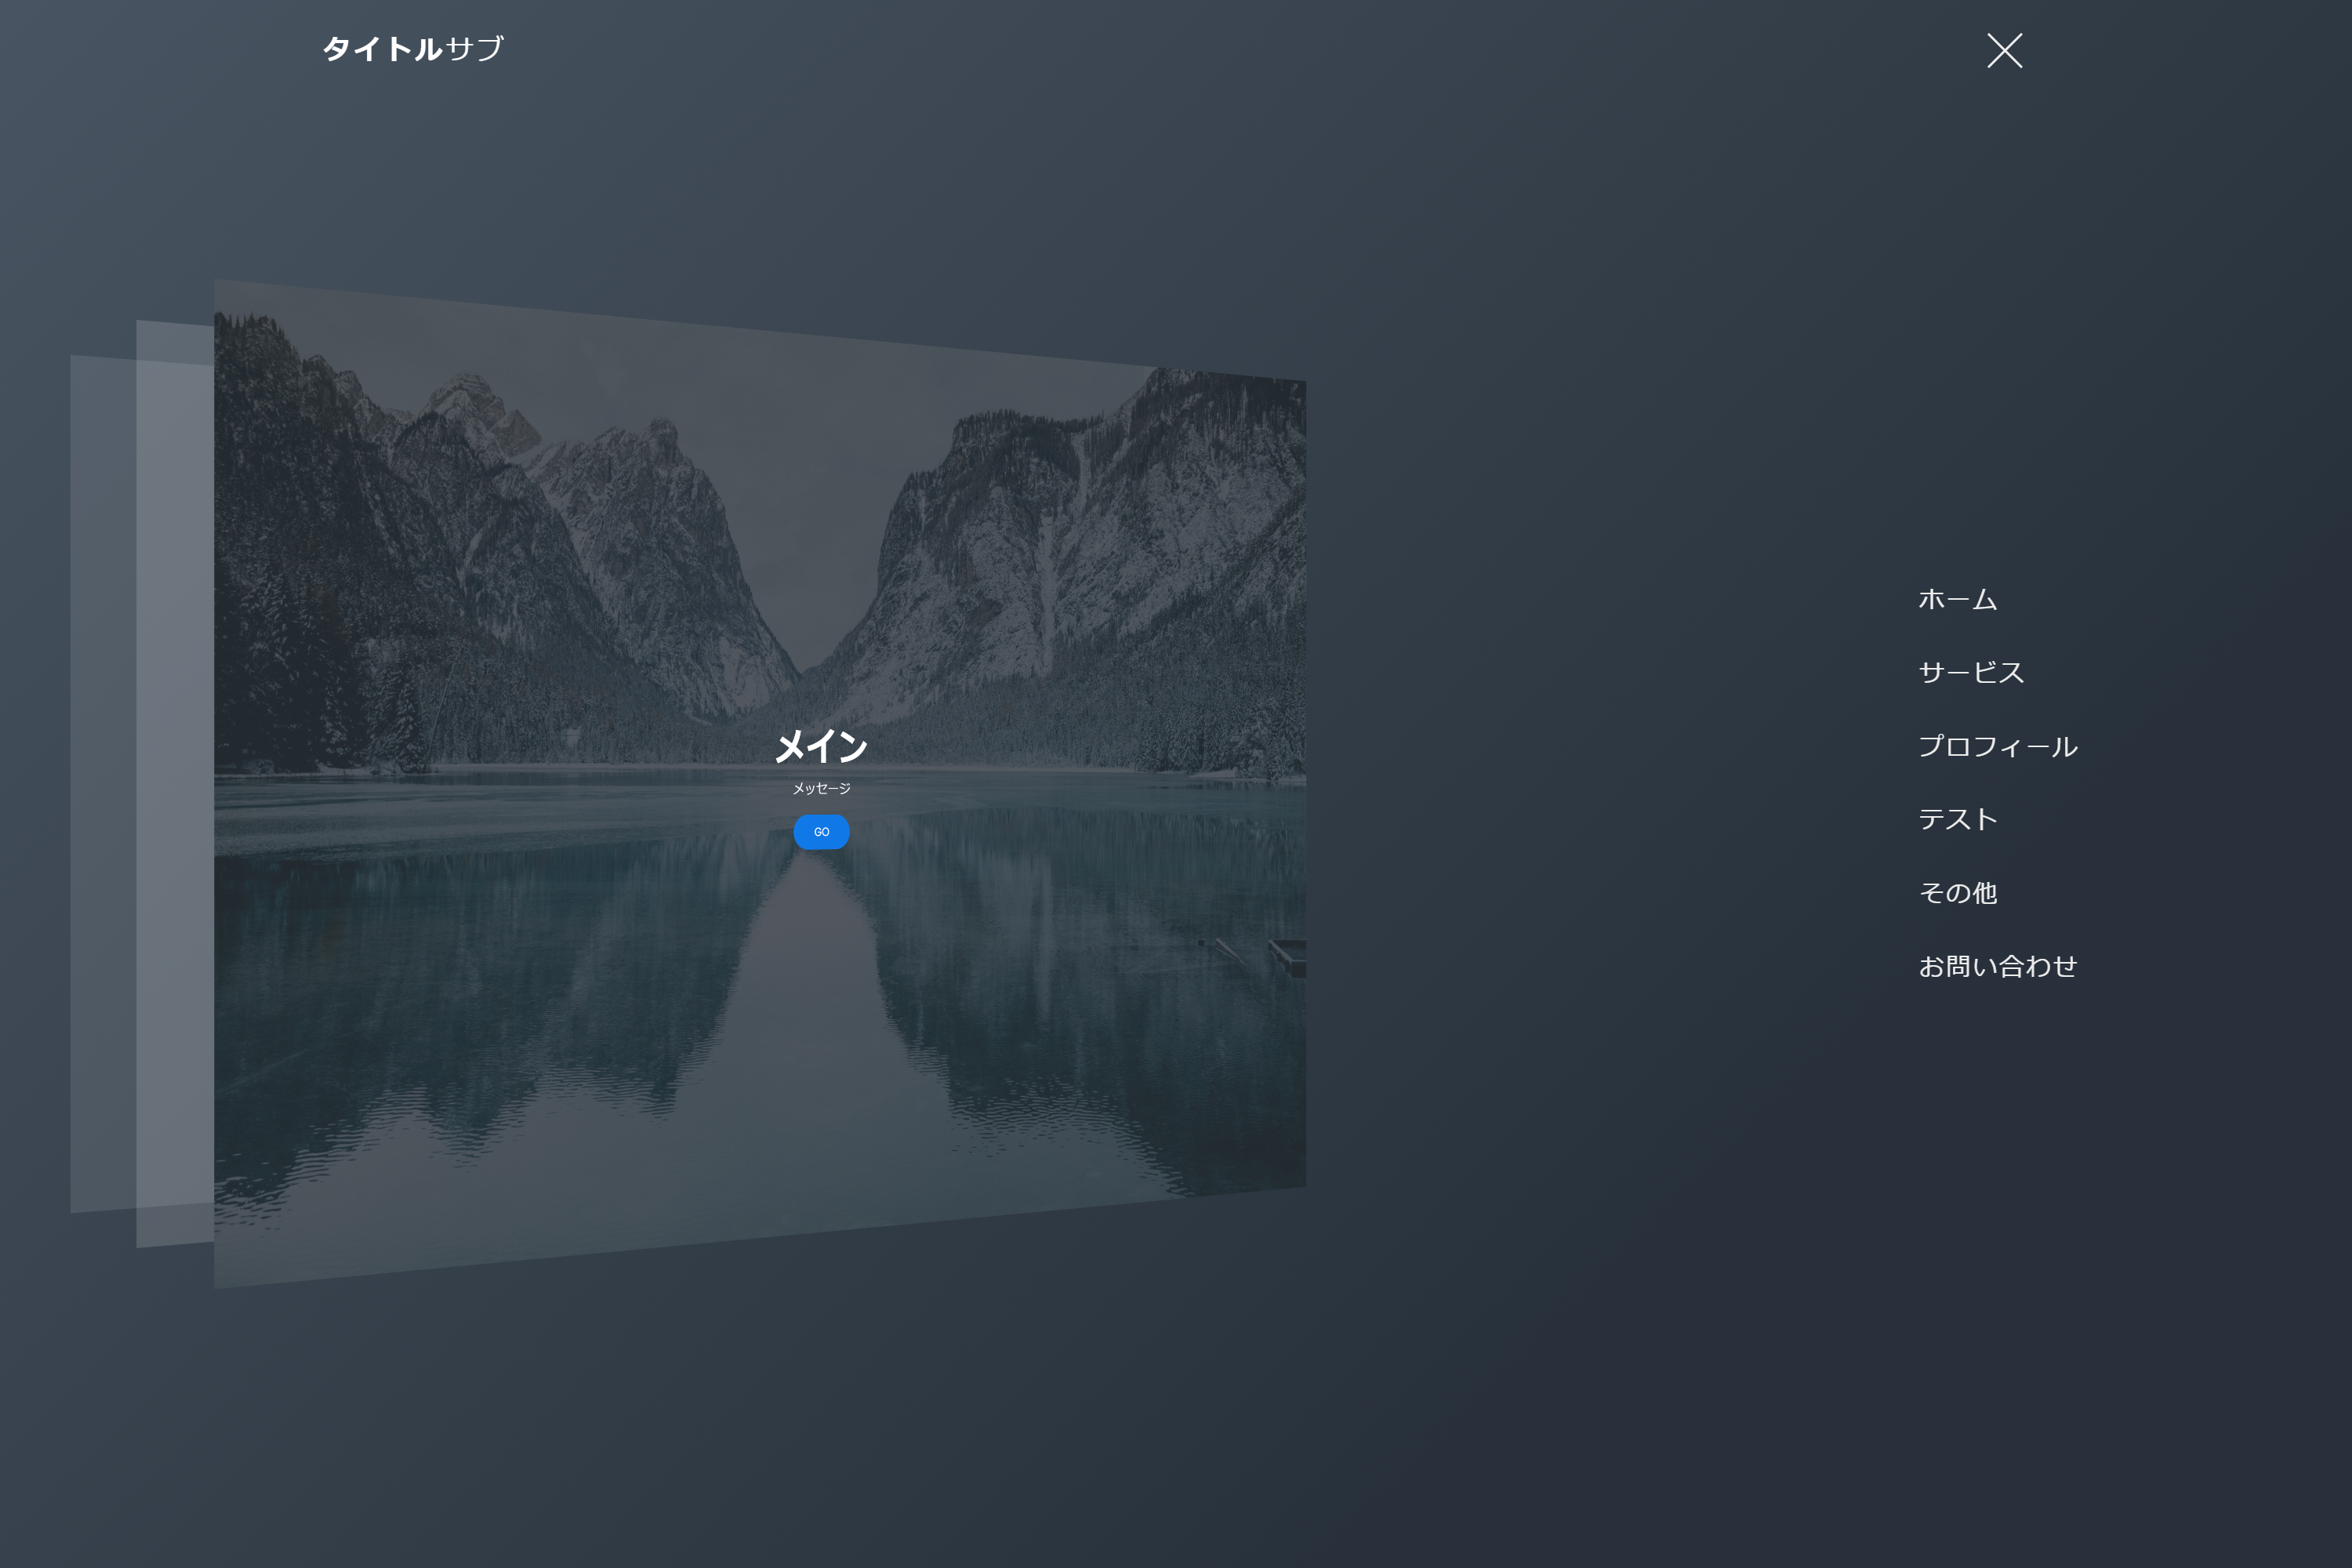 タイトルサブ
メイン
メッセージ
GO
ホーム
サービス
プロフィール
テスト
その他
お問い合わせ